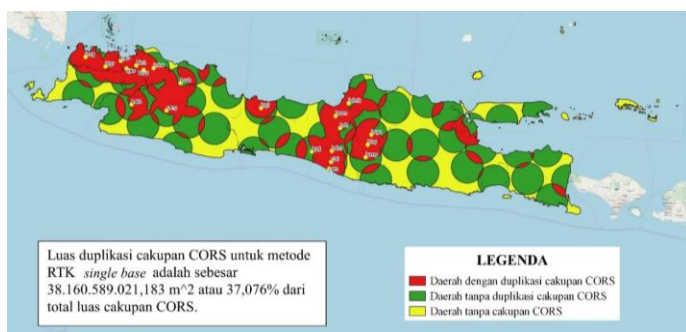 Luas duplikasi cakupan CORS untuk metode
RTK single base adalah sebesar
38.160.589.021,183 m^2 atau 37,076% dari
total luas cakupan CORS.
LEGENDA
Daerah dengan duplikasi cakupan CORS
Daerah tanpa duplikasi cakupan CORS
Daerah tanpa cakupan CORS